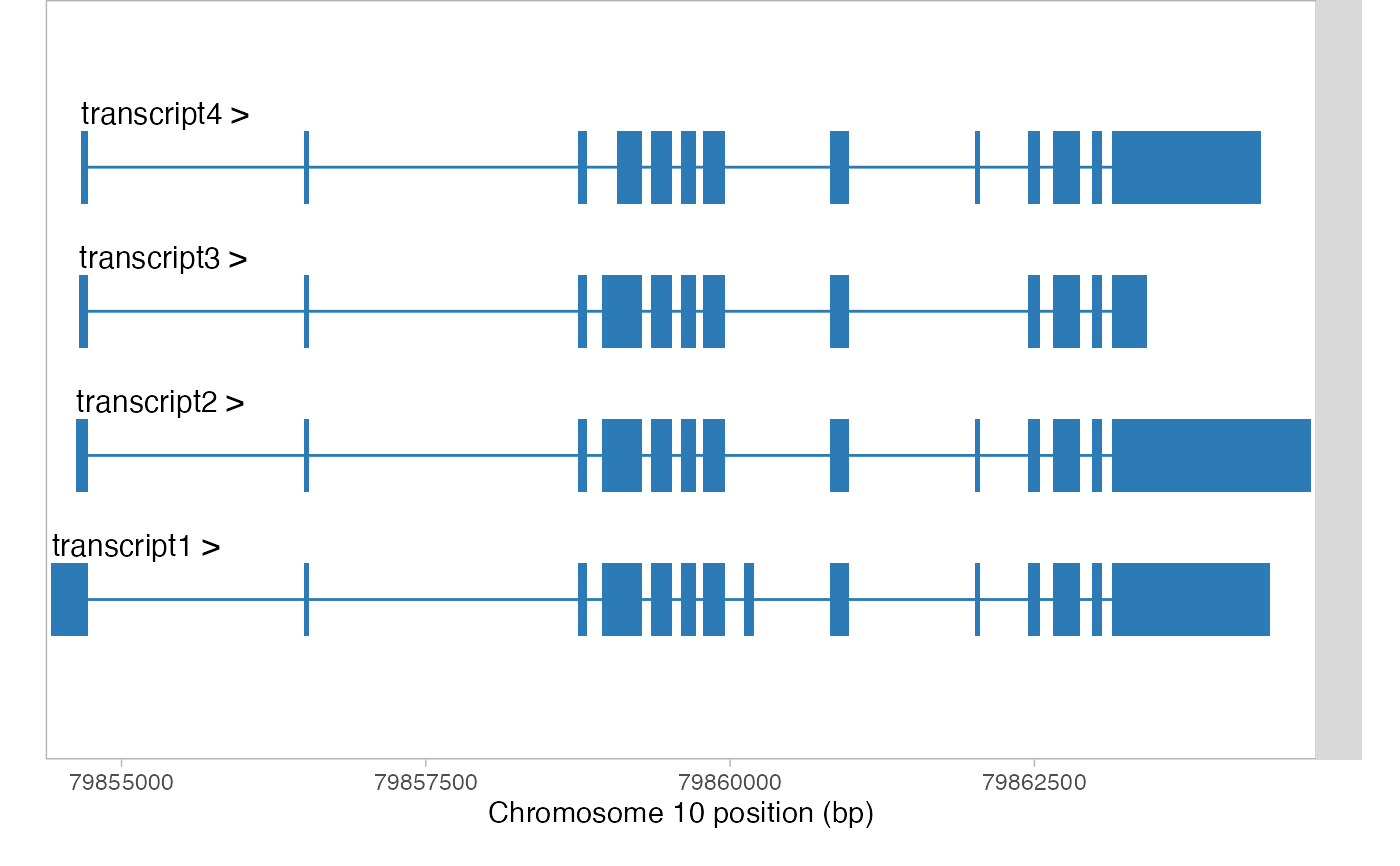 transcript4 >
transcript3 >
transcript2 >
transcript1 >
79855000 79857500 79860000 79862500
Chromosome 10 position (bp)